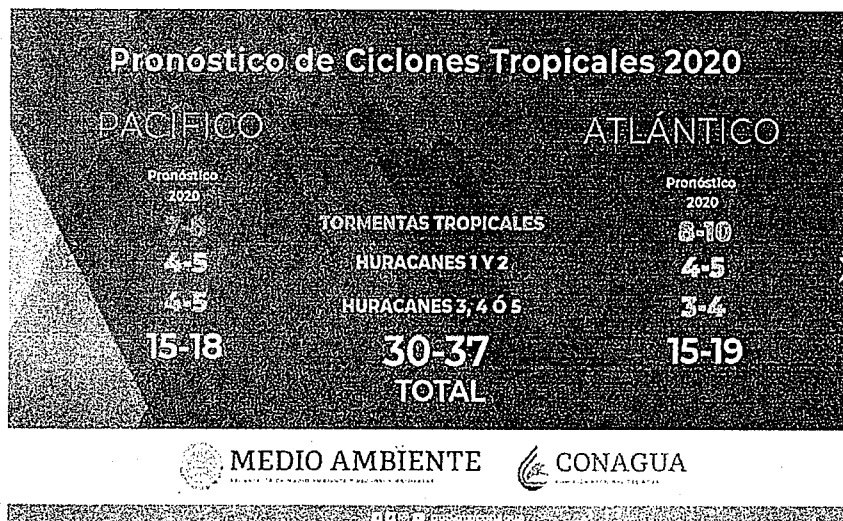 Pronóstico de Ciclones Tropicales 2020
PACÍFICO
ATLÁNTICO
Pronóstico
2020
Pronóstico
2020
TORMENTAS TROPICALES
8-10
4-5
HURACANES 1 Y 2
4-5
4-5
HURACANES 3, 4 Ó 5
3-4
15-18
30-37
15-19
TOTAL
MEDIO AMBIENTE
CONAGUA